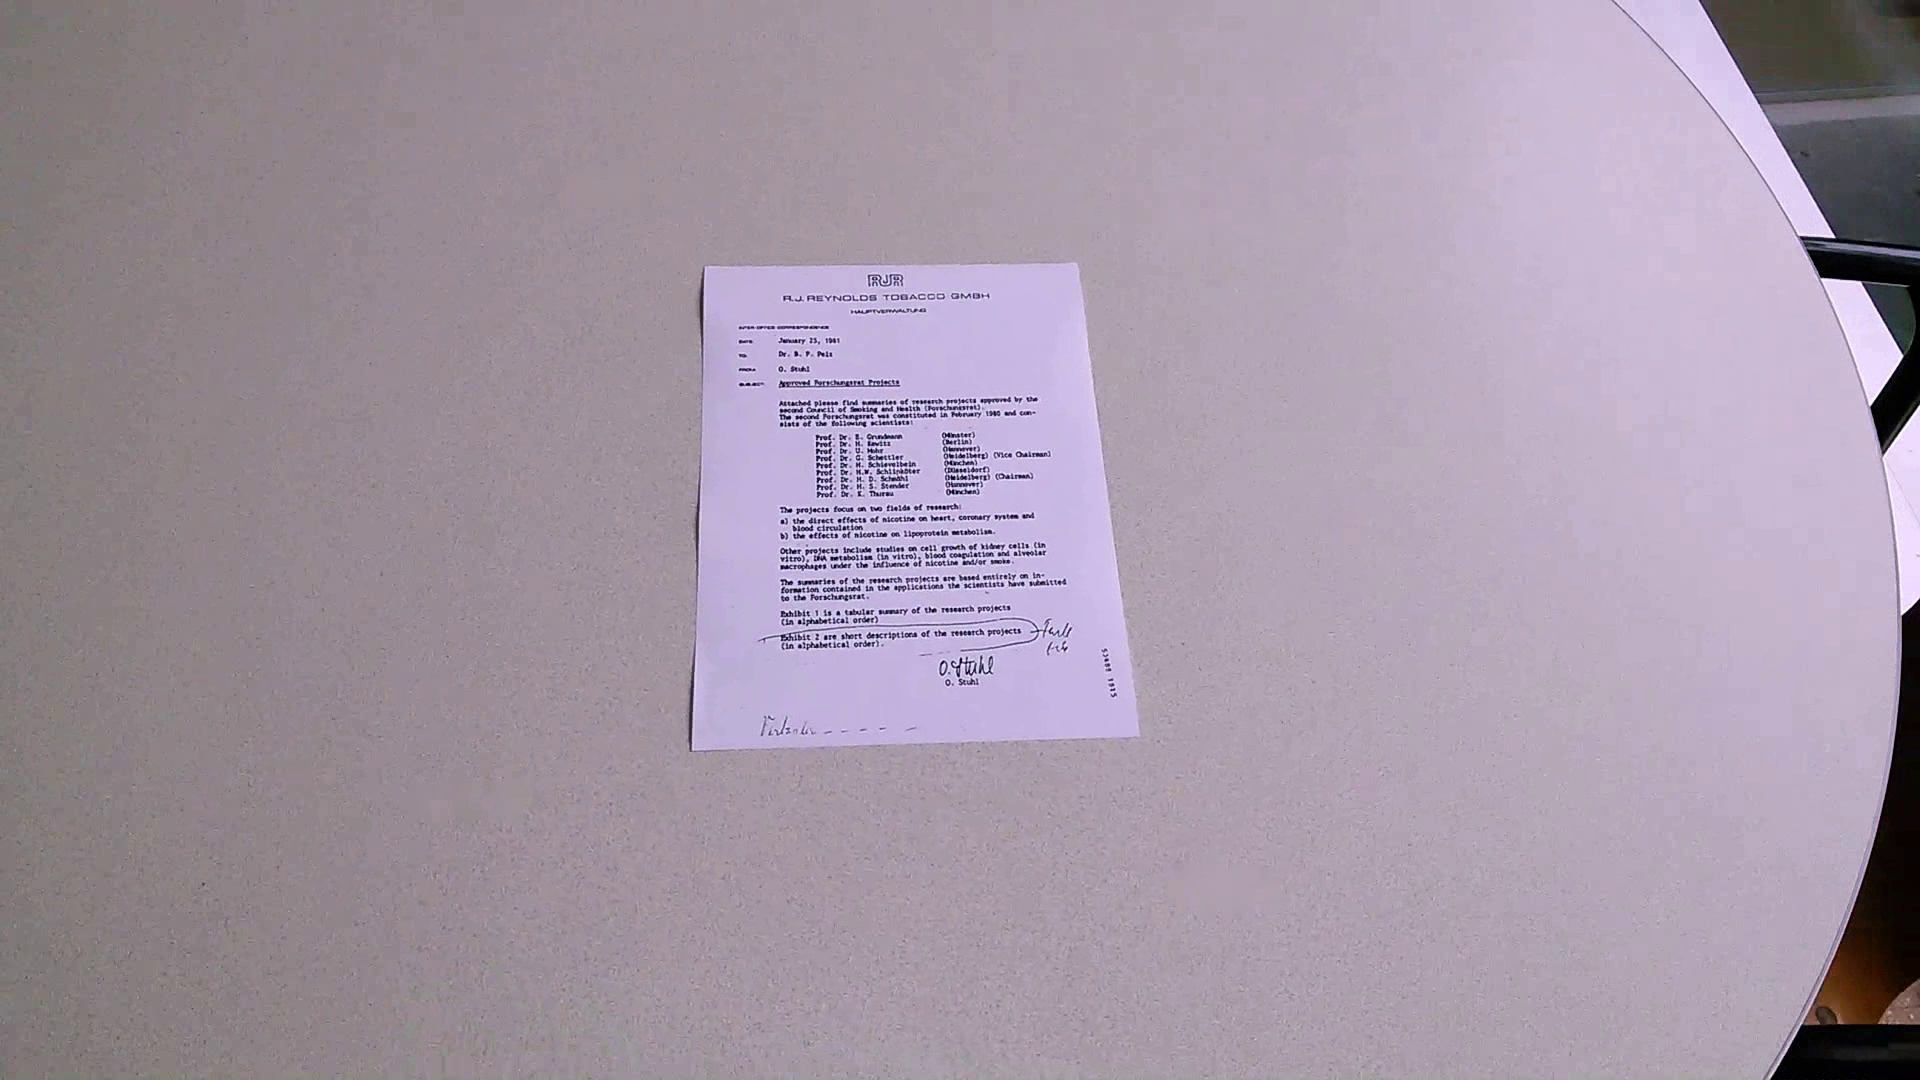 RJR
R.J. REYNOLDS TOBACCO GMBH
HAUPTVERWALTUNG
INTER-OFFICE CORRESPONDENCE
DATE: January 23, 1981
TO: Dr. B. F. Pelz
FROM: O. Stuhl
SUBJECT: Approved Forschungsrat Projects
Attached please find summaries of research projects approved by the
second Council of Smoking and Health (Forschungsrat).
The second Forschungsrat was constituted in February 1980 and con-
sists of the following scientists:
Prof. Dr. E. Grundmann (Münster)
Prof. Dr. H. Kewitz (Berlin)
Prof. Dr. U. Mohr (Hannover)
Prof. Dr. G. Schettler (Heidelberg) (Vice Chairman)
Prof. Dr. H. Schievelbein (München)
Prof. Dr. H.W. Schlipköter (Düsseldorf)
Prof. Dr. H. D. Schmähl (Heidelberg) (Chairman)
Prof. Dr. H. S. Stender (Hannover)
Prof. Dr. K. Thurau (München)
The projects focus on two fields of research:
a) the direct effects of nicotine on heart, coronary system and
blood circulation
b) the effects of nicotine on lipoprotein metabolism.
Other projects include studies on cell growth of kidney cells (in
vitro), DNA metabolism (in vitro), blood coagulation and alveolar
macrophages under the influence of nicotine and/or smoke.
The summaries of the research projects are based entirely on in-
formation contained in the applications the scientists have submitted
to the Forschungsrat.
Exhibit 1 is a tabular summary of the research projects
(in alphabetical order)
Exhibit 2 are short descriptions of the research projects
(in alphabetical order).
O. Stuhl
O. Stuhl